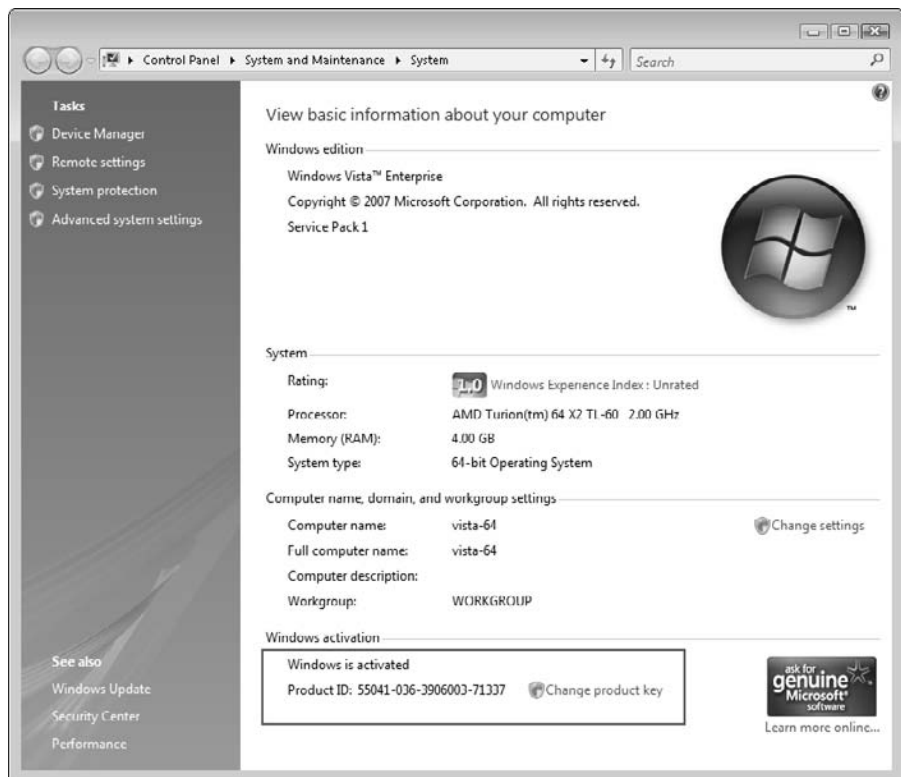 Control Panel ▸ System and Maintenance ▸ System
Search
Tasks
Device Manager
Remote settings
System protection
Advanced system settings
View basic information about your computer
Windows edition
Windows Vista™ Enterprise
Copyright © 2007 Microsoft Corporation. All rights reserved.
Service Pack 1
TM
System
Rating: 1,0 Windows Experience Index : Unrated
Processor: AMD Turion(tm) 64 X2 TL-60 2.00 GHz
Memory (RAM): 4.00 GB
System type: 64-bit Operating System
Computer name, domain, and workgroup settings
Computer name: vista-64 Change settings
Full computer name: vista-64
Computer description:
Workgroup: WORKGROUP
Windows activation
Windows is activated
Product ID: 55041-036-3906003-71337 Change product key
ask for
genuine
Microsoft®
software
Learn more online...
See also
Windows Update
Security Center
Performance